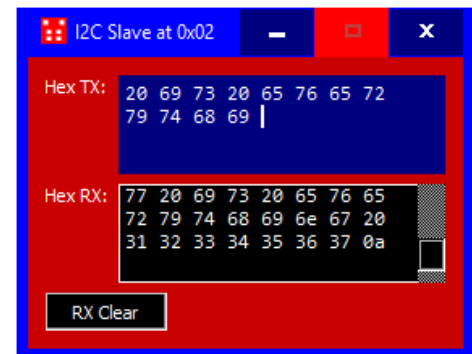 I2C Slave at 0x02
Hex TX:
20 69 73 20 65 76 65 72
79 74 68 69
Hex RX:
77 20 69 73 20 65 76 65
72 79 74 68 69 6e 67 20
31 32 33 34 35 36 37 0a
RX Clear